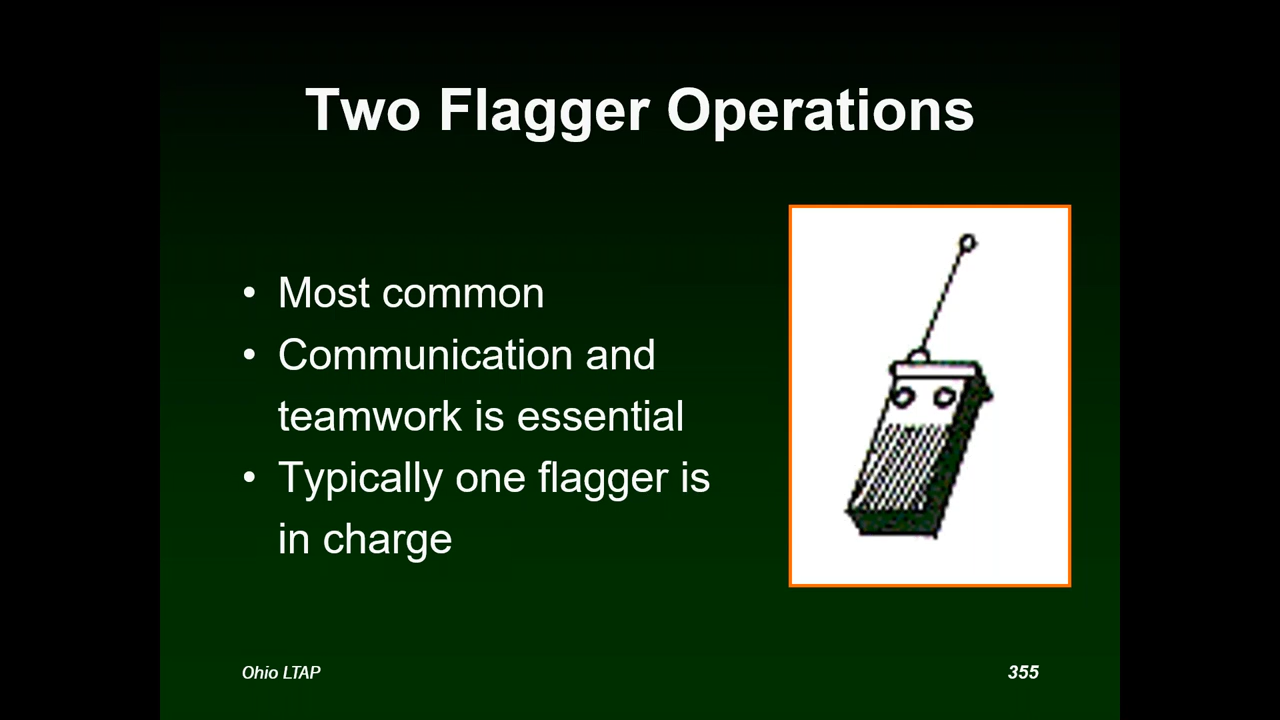 Two Flagger Operations
• Most common
• Communication and
teamwork is essential
• Typically one flagger is
in charge
Ohio LTAP
355